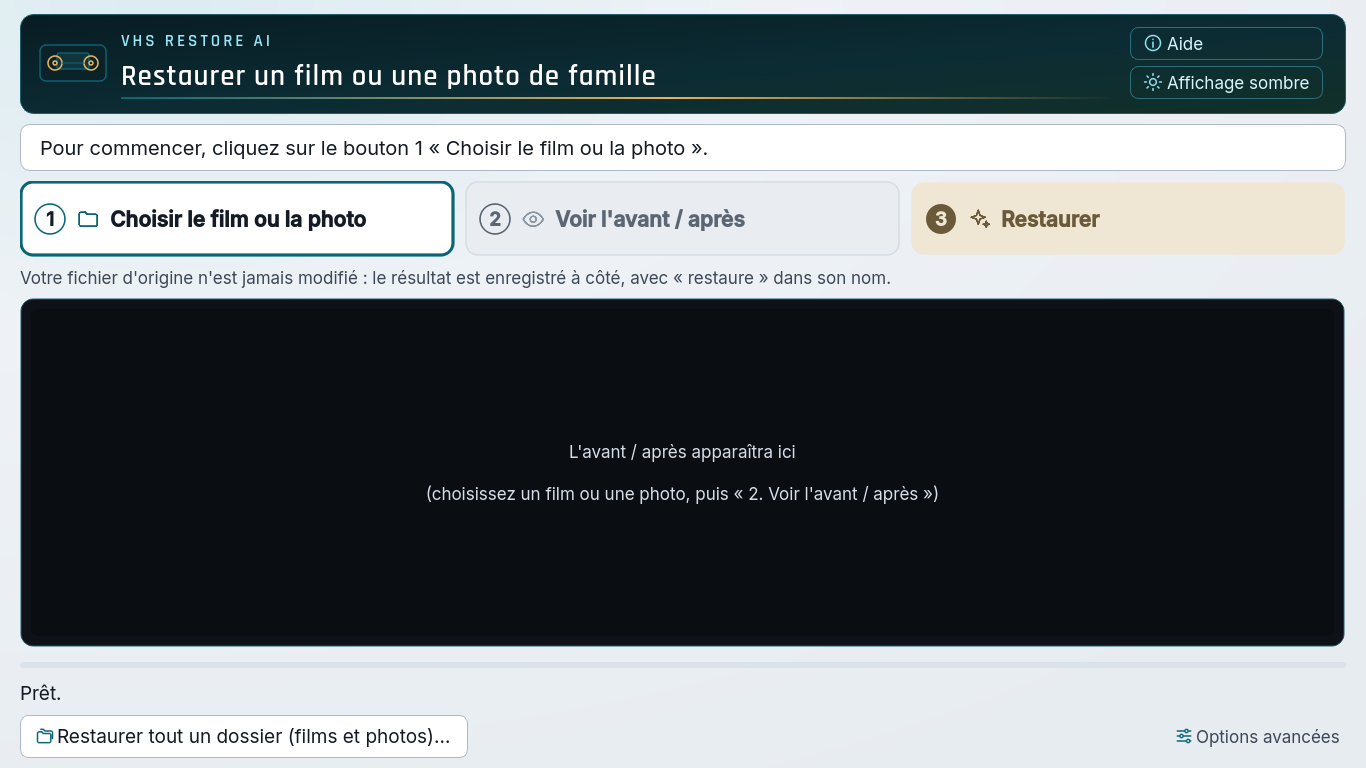 VHS RESTORE AI
Restaurer un film ou une photo de famille
Aide
Affichage sombre
Pour commencer, cliquez sur le bouton 1 « Choisir le film ou la photo ».
1 Choisir le film ou la photo
2 Voir l'avant / après
3 Restaurer
Votre fichier d'origine n'est jamais modifié : le résultat est enregistré à côté, avec « restaure » dans son nom.
L'avant / après apparaîtra ici
(choisissez un film ou une photo, puis « 2. Voir l'avant / après »)
Prêt.
Restaurer tout un dossier (films et photos)...
Options avancées